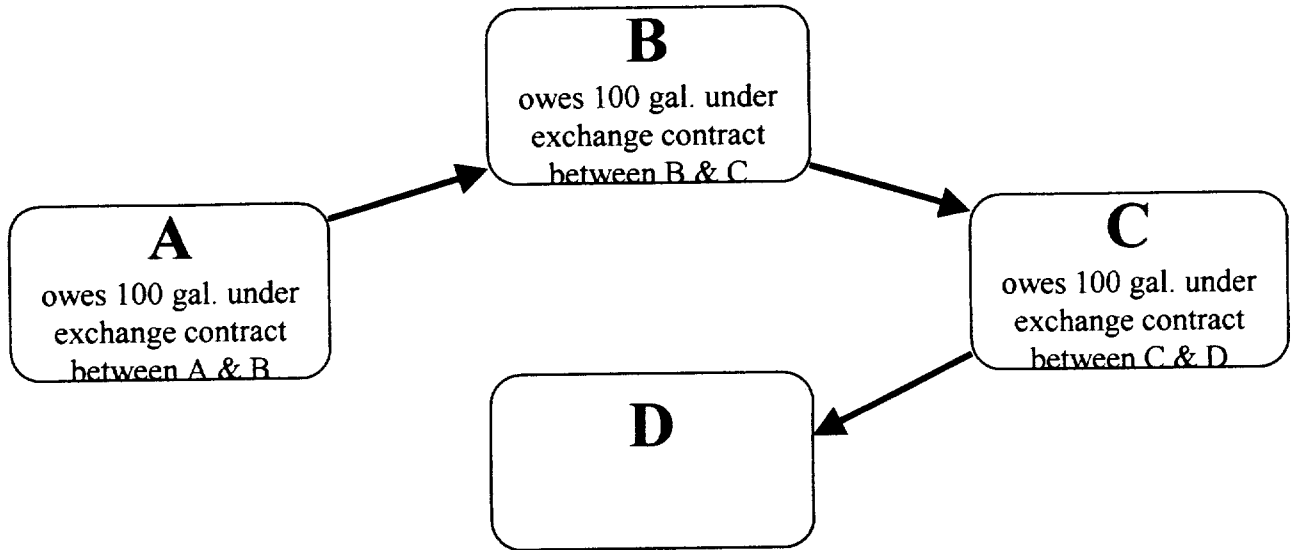 B
owes 100 gal. under
exchange contract
between B & C
A
owes 100 gal. under
exchange contract
between A & B
C
owes 100 gal. under
exchange contract
between C & D
D